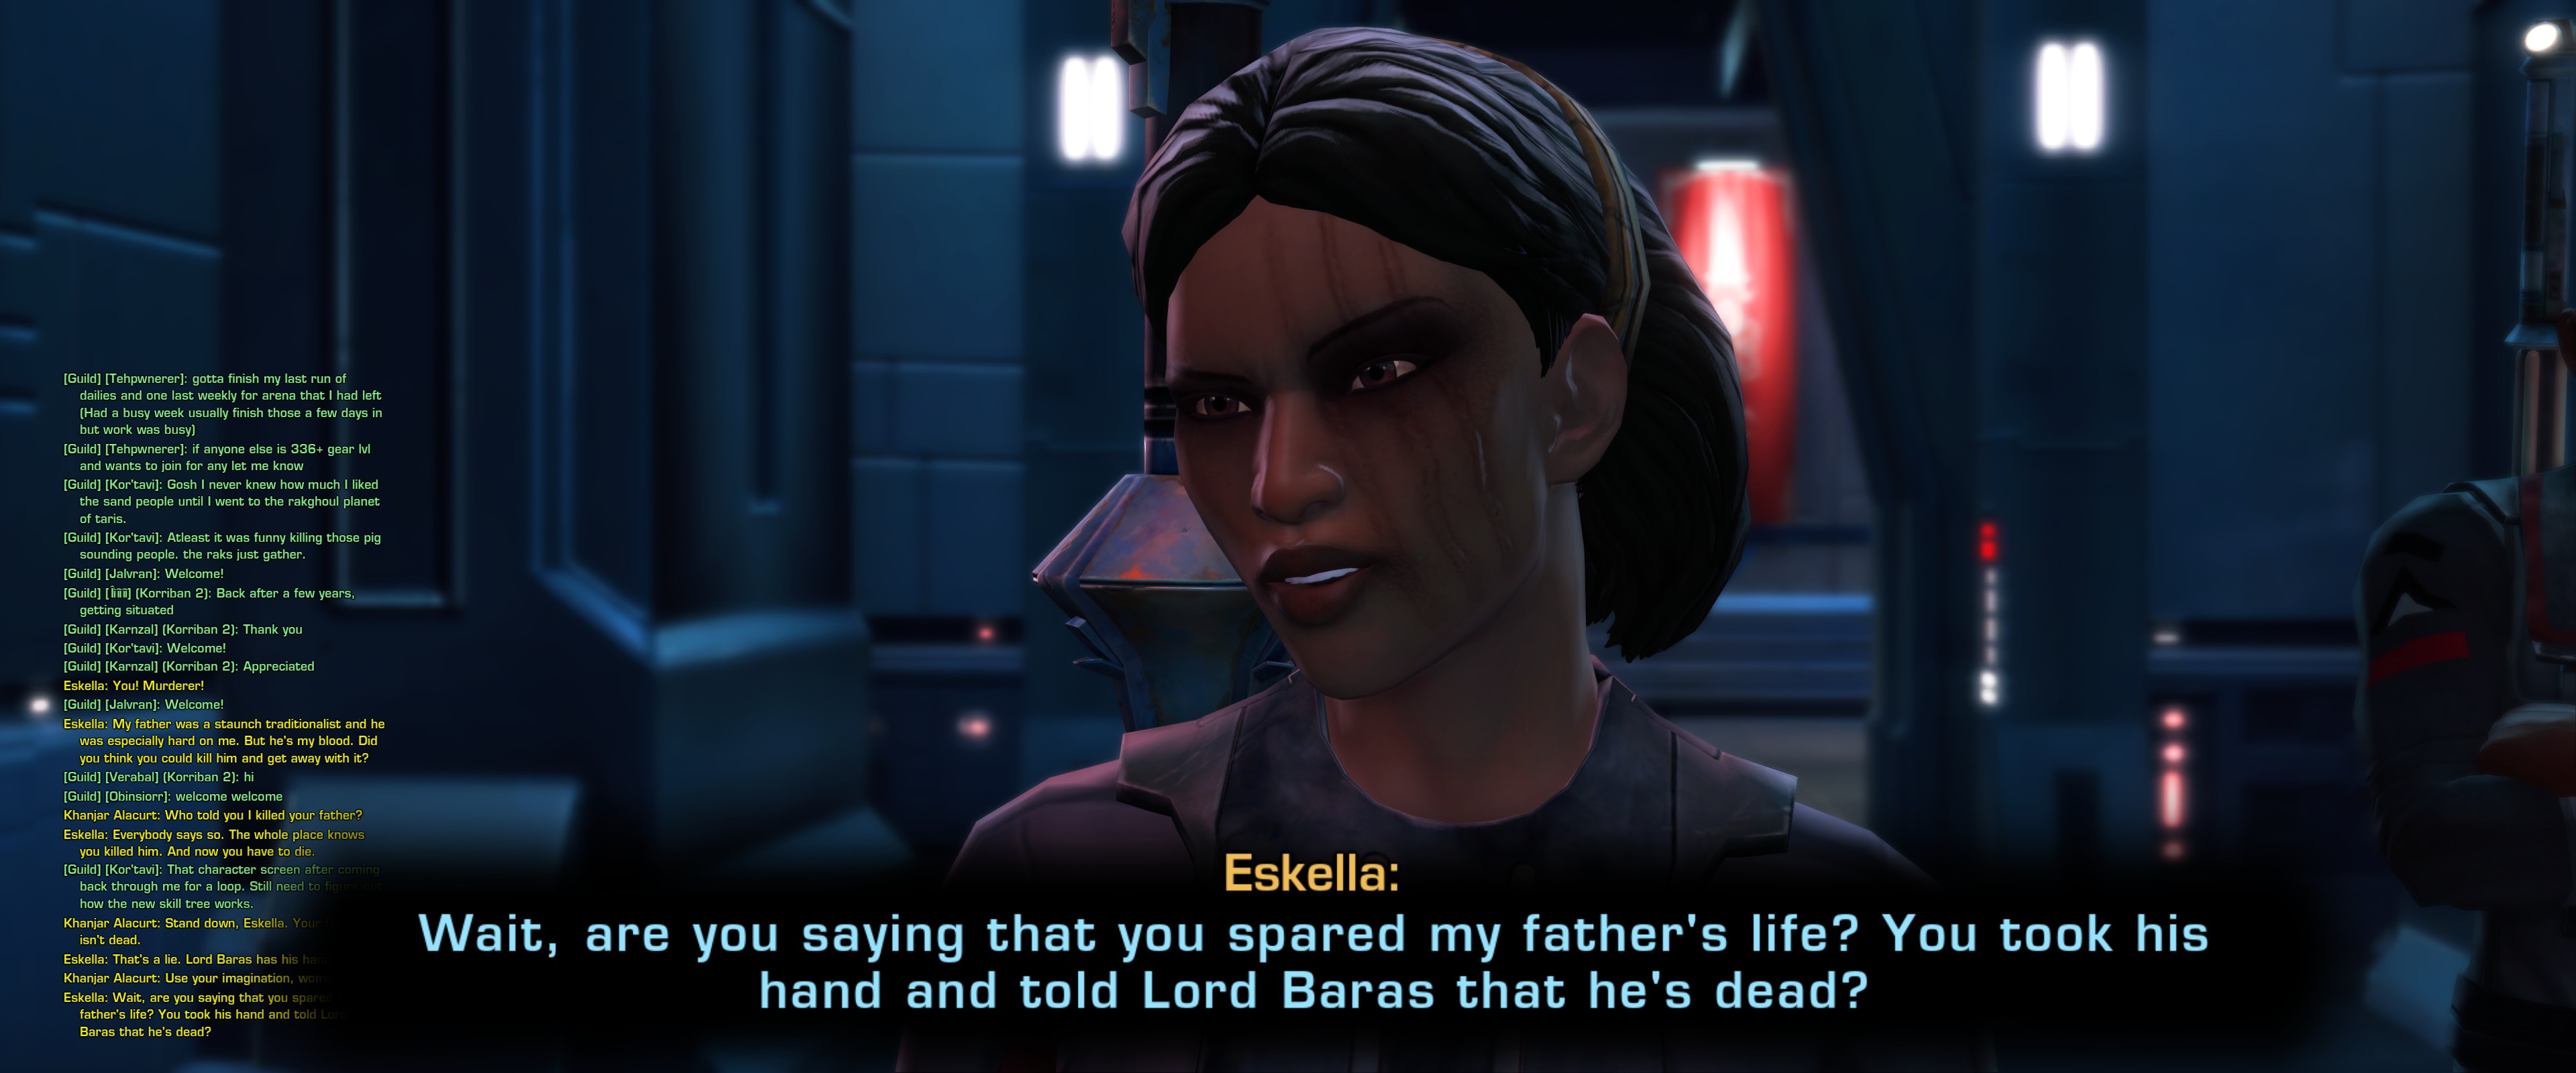 [Guild] [Tehpwnerer]: gotta finish my last run of
dailies and one last weekly for arena that I had left
(Had a busy week usually finish those a few days in
but work was busy)
[Guild] [Tehpwnerer]: if anyone else is 336+ gear lvl
and wants to join for any let me know
[Guild] [Kor'tavi]: Gosh I never knew how much I liked
the sand people until I went to the rakghoul planet
of taris.
[Guild] [Kor'tavi]: Atleast it was funny killing those pig
sounding people. the raks just gather.
[Guild] [Jalvran]: Welcome!
[Guild] (Korriban 2): Back after a few years,
getting situated
[Guild] [Karnzal] (Korriban 2): Thank you
[Guild] [Kor'tavi]: Welcome!
[Guild] [Karnzal] (Korriban 2): Appreciated
Eskella: You! Murderer!
[Guild] [Jalvran]: Welcome!
Eskella: My father was a staunch traditionalist and he
was especially hard on me. But he's my blood. Did
you think you could kill him and get away with it?
[Guild] [Verabal] (Korriban 2): hi
[Guild] [Obinsiorr]: welcome welcome
Khanjar Alacurt: Who told you I killed your father?
Eskella: Everybody says so. The whole place knows
you killed him. And now you have to die.
[Guild] [Kor'tavi]: That character screen after coming
back through me for a loop. Still need to figure out
how the new skill tree works.
Khanjar Alacurt: Stand down, Eskella. Your
isn't dead.
Eskella: That's a lie. Lord Baras has his
Khanjar Alacurt: Use your imagination,
Eskella: Wait, are you saying that you spared
father's life? You took his hand and told Lord
Baras that he's dead?
Eskella:
Wait, are you saying that you spared my father's life? You took his
hand and told Lord Baras that he's dead?